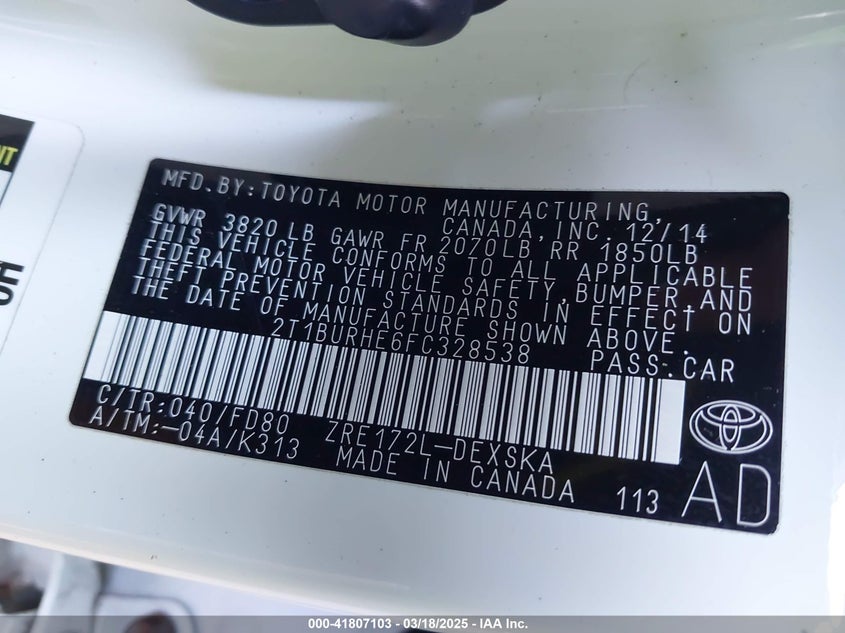 NT
MFD.BY:TOYOTA MOTOR MANUFACTURING,
CANADA,INC. 12/14
GVWR 3820LB GAWR FR 2070LB RR 1850LB
THIS VEHICLE CONFORMS TO ALL APPLICABLE
FEDERAL MOTOR VEHICLE SAFETY,BUMPER,AND
THEFT PREVENTION STANDARDS IN EFFECT ON
THE DATE OF MANUFACTURE SHOWN ABOVE.
2T1BURHE6FC328538 PASS.CAR
C/TR:040/FD80 ZRE172L-DEXSKA
A/TM:-04A/K313 MADE IN CANADA 113 AD
000-41807103 - 03/18/2025 - IAA Inc.